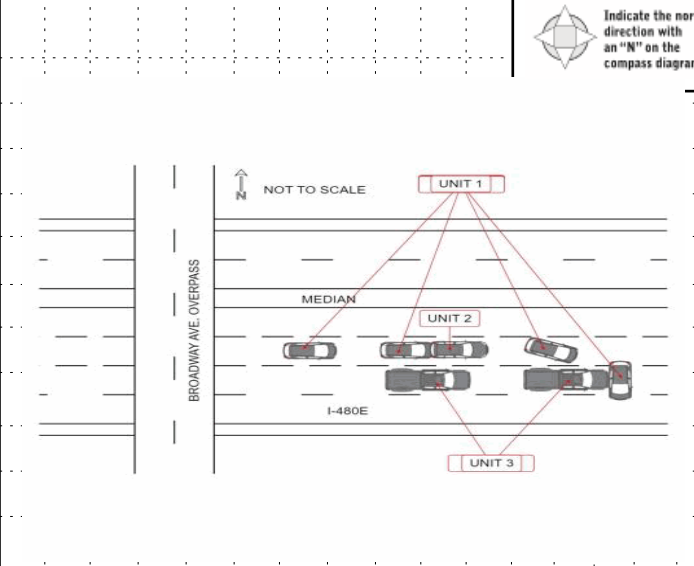 Indicate the nor
direction with
an "N" on the
compass diagran
N
NOT TO SCALE
UNIT 1
BROADWAY AVE. OVERPASS
MEDIAN
UNIT 2
I-480E
UNIT 3